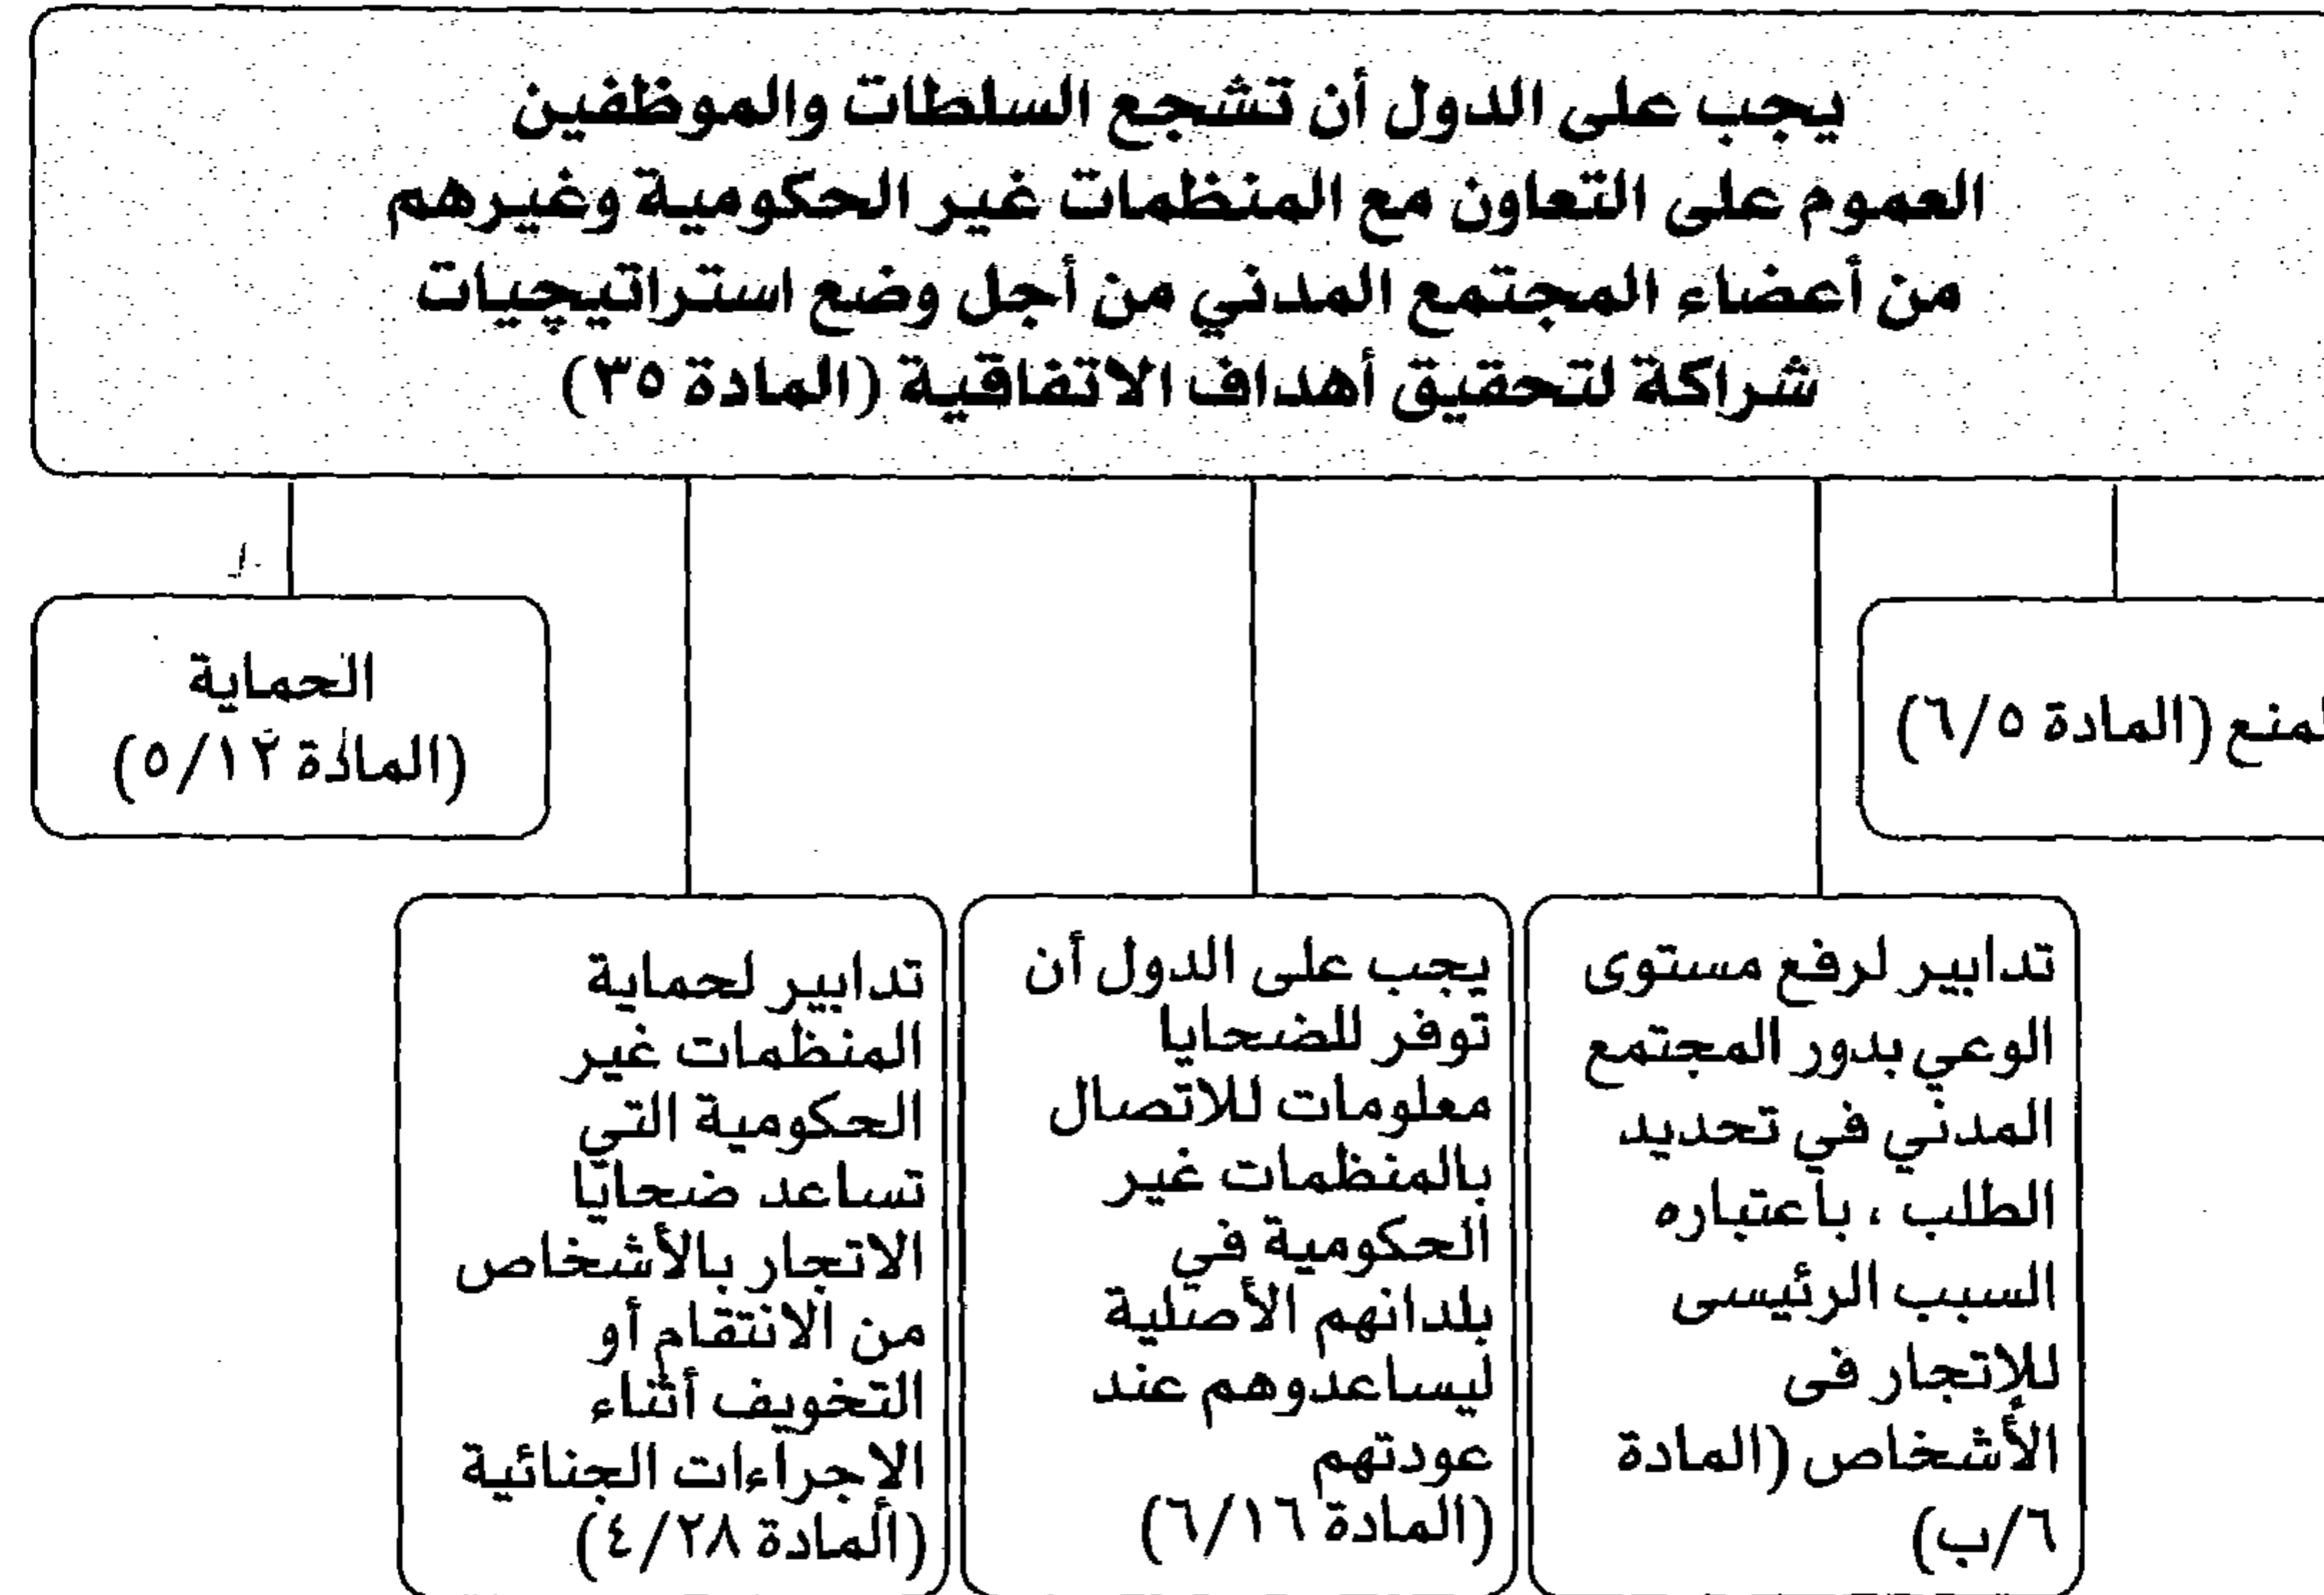 يجب على الدول أن تشجع السلطات والموظفين
العموم على التعاون مع المنظمات غير الحكومية وغيرهم
من أعضاء المجتمع المدني من أجل وضع استراتيچيات
شراكة لتحقيق أهداف الاتفاقية (المادة ٣٥)
لمنع (المادة ٦/٥)
الحماية
(المادة ٥/١٢)
تدابير لرفع مستوى
الوعي بدور المجتمع
المدني في تحديد
الطلب ، باعتباره
السبب الرئيسى
للإتجار فى
الأشخاص (المادة
٦/ب)
يجب على الدول أن
توفر للضحايا
معلومات للاتصال
بالمنظمات غير
الحكومية في
بلدانهم الأصلية
ليساعدوهم عند
عودتهم
(المادة ٦/١٦)
تدابير لحماية
المنظمات غير
الحكومية التي
تساعد ضحايا
الاتجار بالأشخاص
من الانتقام أو
التخويف أثناء
الإجراءات الجنائية
(المادة ٤/٢٨)